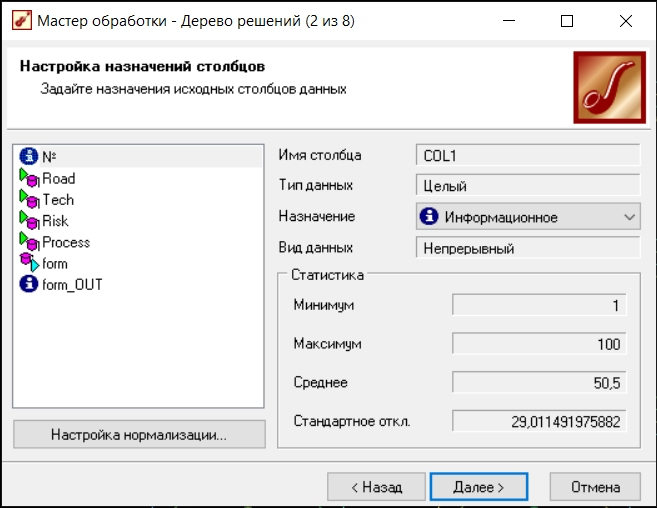 Мастер обработки - Дерево решений (2 из 8)
Настройка назначений столбцов
Задайте назначения исходных столбцов данных
№
Road
Tech
Risk
Process
form
form_OUT
Настройка нормализации...
Имя столбца COL1
Тип данных Целый
Назначение Информационное
Вид данных Непрерывный
Статистика
Минимум 1
Максимум 100
Среднее 50,5
Стандартное откл. 29,011491975882
< Назад Далее > Отмена